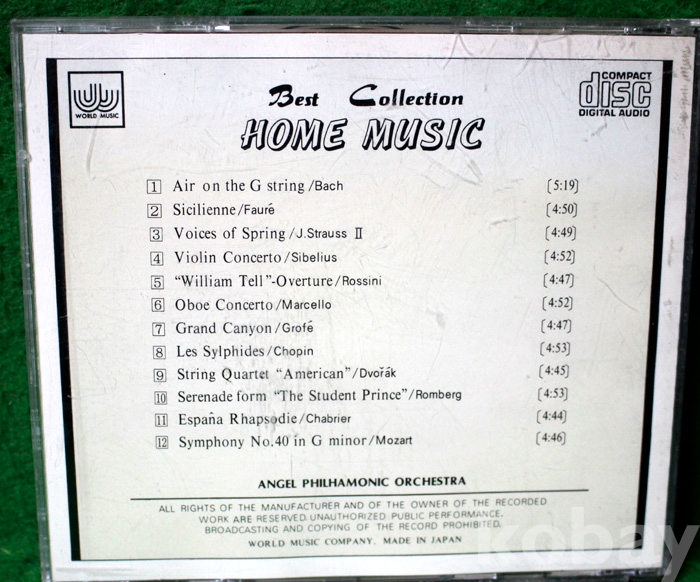 WORLD MUSIC
Best Collection
HOME MUSIC
COMPACT
disc
DIGITAL AUDIO
1 Air on the G string/Bach [5:19]
2 Sicilienne/Fauré [4:50]
3 Voices of Spring/J.Strauss II [4:49]
4 Violin Concerto/Sibelius [4:52]
5 "William Tell"-Overture/Rossini [4:47]
6 Oboe Concerto/Marcello [4:52]
7 Grand Canyon/Grofé [4:47]
8 Les Sylphides/Chopin [4:53]
9 String Quartet "American"/Dvořák [4:45]
10 Serenade form "The Student Prince"/Romberg [4:53]
11 España Rhapsodie/Chabrier [4:44]
12 Symphony No.40 in G minor/Mozart [4:46]
ANGEL PHILHAMONIC ORCHESTRA
ALL RIGHTS OF THE MANUFACTURER AND OF THE OWNER OF THE RECORDED
WORK ARE RESERVED. UNAUTHORIZED PUBLIC PERFORMANCE.
BROADCASTING AND COPYING OF THE RECORD PROHIBITED.
WORLD MUSIC COMPANY. MADE IN JAPAN
kobay